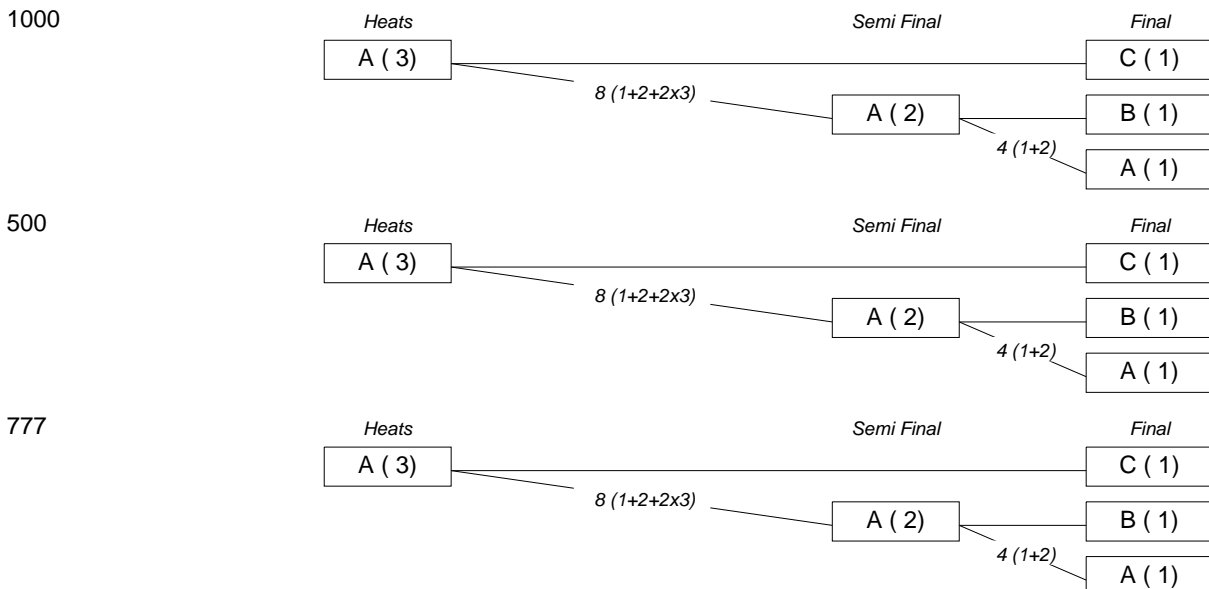 1000
Heats Semi Final Final
A ( 3) C ( 1)
8 (1+2+2x3)
A ( 2) B ( 1)
4 (1+2)
A ( 1)
500
Heats Semi Final Final
A ( 3) C ( 1)
8 (1+2+2x3)
A ( 2) B ( 1)
4 (1+2)
A ( 1)
777
Heats Semi Final Final
A ( 3) C ( 1)
8 (1+2+2x3)
A ( 2) B ( 1)
4 (1+2)
A ( 1)